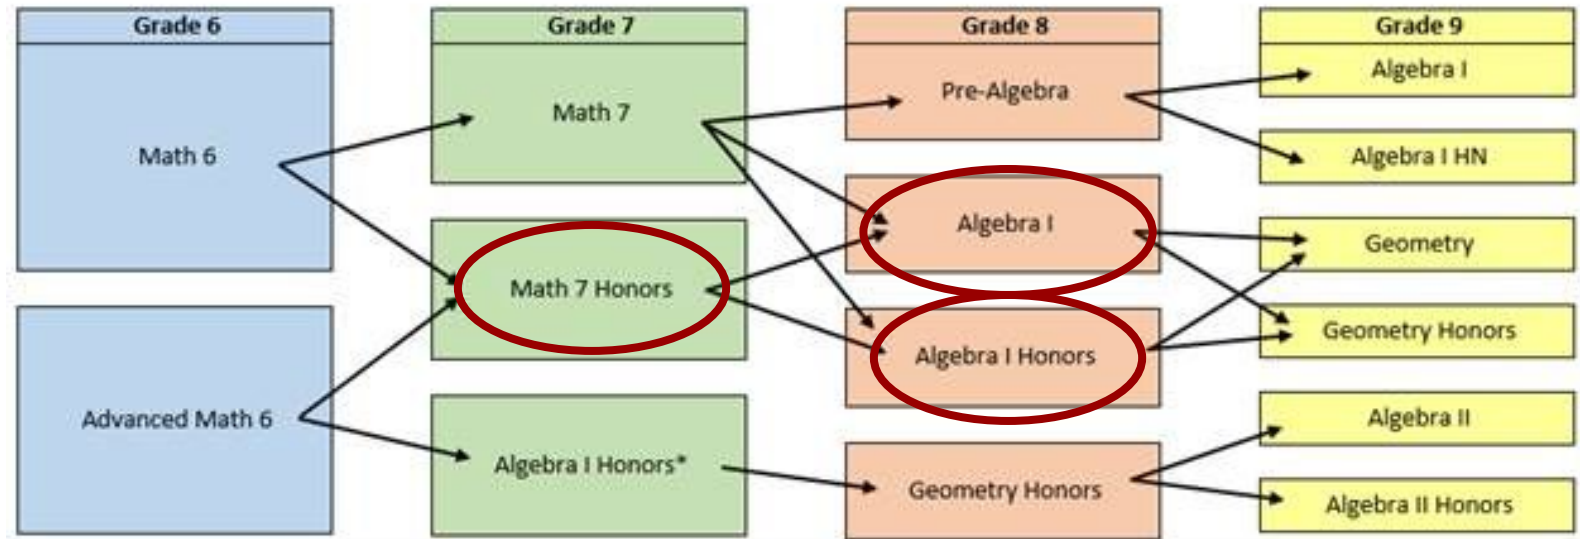 Grade 6
Math 6
Advanced Math 6
Grade 7
Math 7
Math 7 Honors
Algebra I Honors*
Grade 8
Pre-Algebra
Algebra I
Algebra I Honors
Geometry Honors
Grade 9
Algebra I
Algebra I HN
Geometry
Geometry Honors
Algebra II
Algebra II Honors